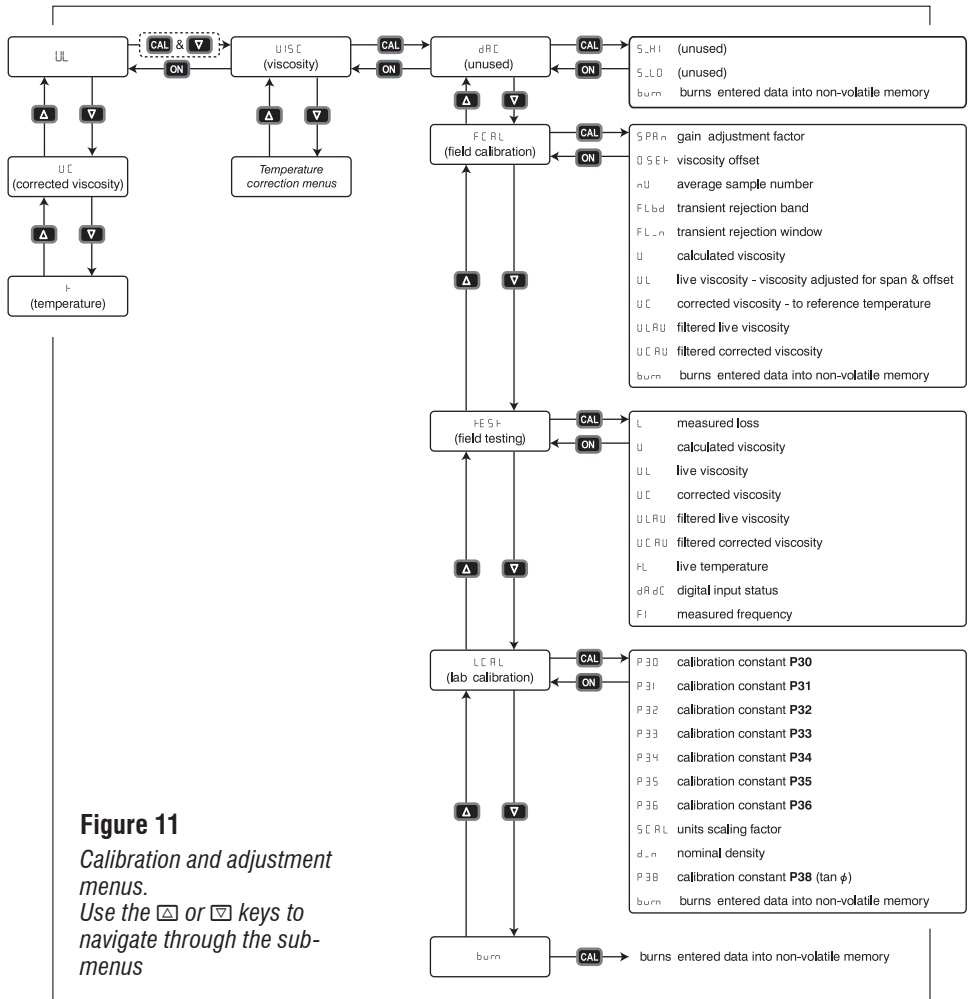 UL
CAL & ▽
ON
△
▽
UC
(corrected viscosity)
△
▽
t
(temperature)
UISC
(viscosity)
△
▽
Temperature
correction menus
CAL
ON
dAC
(unused)
CAL
ON
S_HI (unused)
S_LO (unused)
burn burns entered data into non-volatile memory
△
▽
FCAL
(field calibration)
CAL
ON
SPAn gain adjustment factor
OSEt viscosity offset
nU average sample number
FLbd transient rejection band
FL_n transient rejection window
U calculated viscosity
UL live viscosity - viscosity adjusted for span & offset
UC corrected viscosity - to reference temperature
ULAU filtered live viscosity
UCAU filtered corrected viscosity
burn burns entered data into non-volatile memory
△
▽
tESt
(field testing)
CAL
ON
L measured loss
U calculated viscosity
UL live viscosity
UC corrected viscosity
ULAU filtered live viscosity
UCAU filtered corrected viscosity
tL live temperature
dAdC digital input status
FI measured frequency
△
▽
LCAL
(lab calibration)
CAL
ON
P30 calibration constant P30
P31 calibration constant P31
P32 calibration constant P32
P33 calibration constant P33
P34 calibration constant P34
P35 calibration constant P35
P36 calibration constant P36
SCAL units scaling factor
d_n nominal density
P38 calibration constant P38 (tan ϕ)
burn burns entered data into non-volatile memory
△
▽
burn
CAL
burns entered data into non-volatile memory
Figure 11
Calibration and adjustment
menus.
Use the △ or ▽ keys to
navigate through the sub-
menus